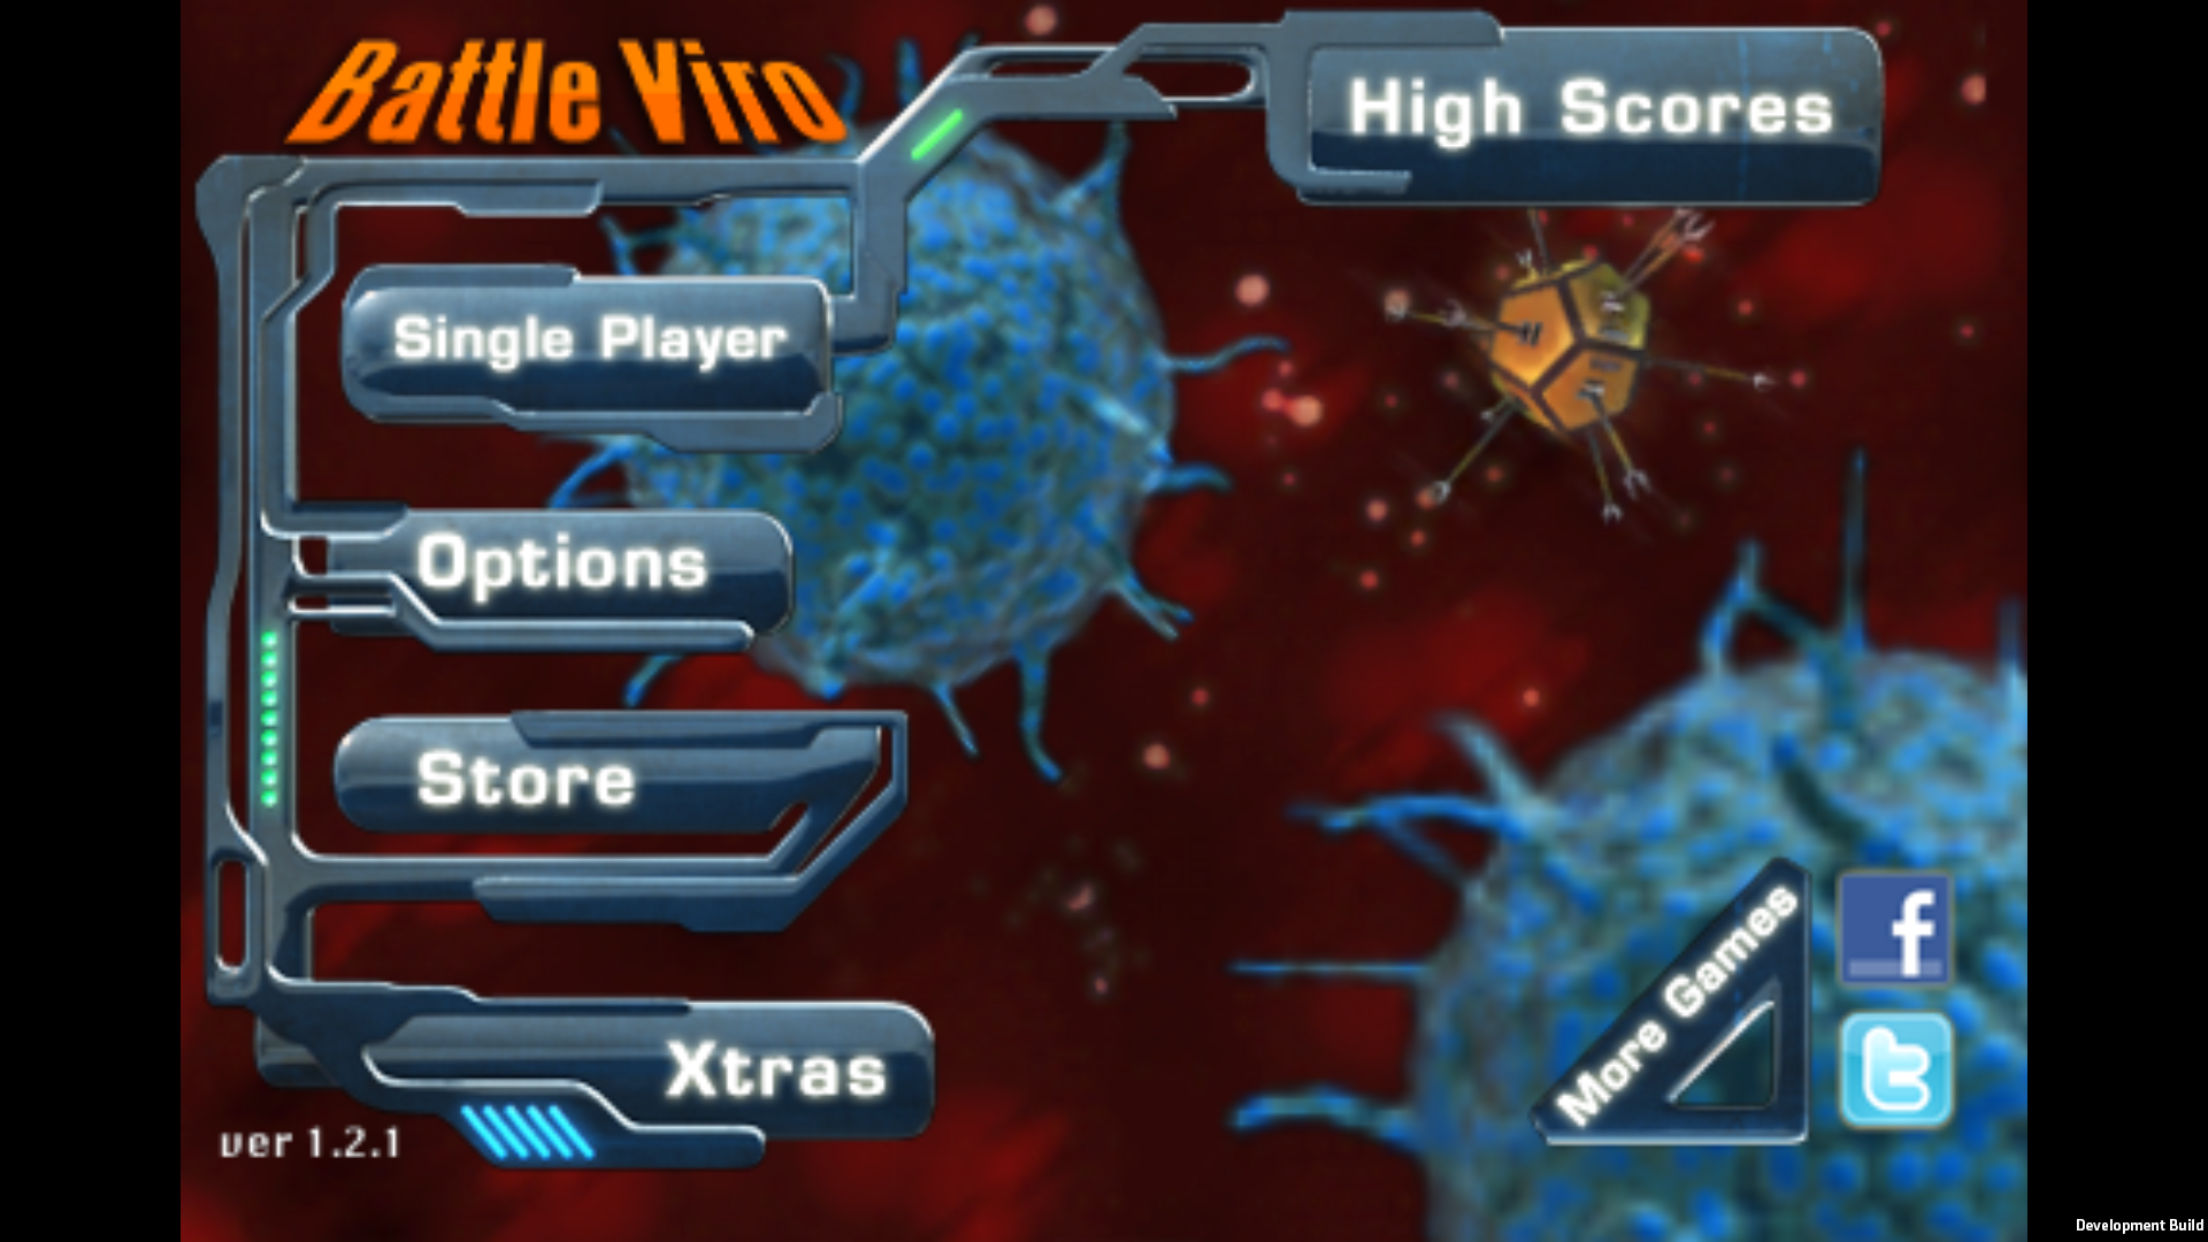 Battle Viro
High Scores
Single Player
Options
Store
Xtras
More Games
f
t
ver 1.2.1
Development Build